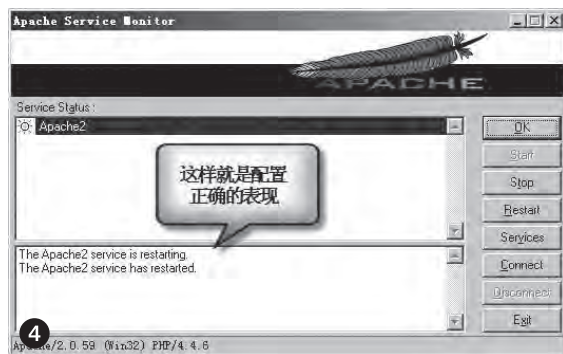 Apache Service Monitor
APACHE
Service Status :
Apache2
OK
Start
Stop
Restart
Services
Connect
Disconnect
Exit
这样就是配置
正确的表现
The Apache2 service is restarting.
The Apache2 service has restarted.
4
/2.0.59 (Win32) PHP/4.4.6